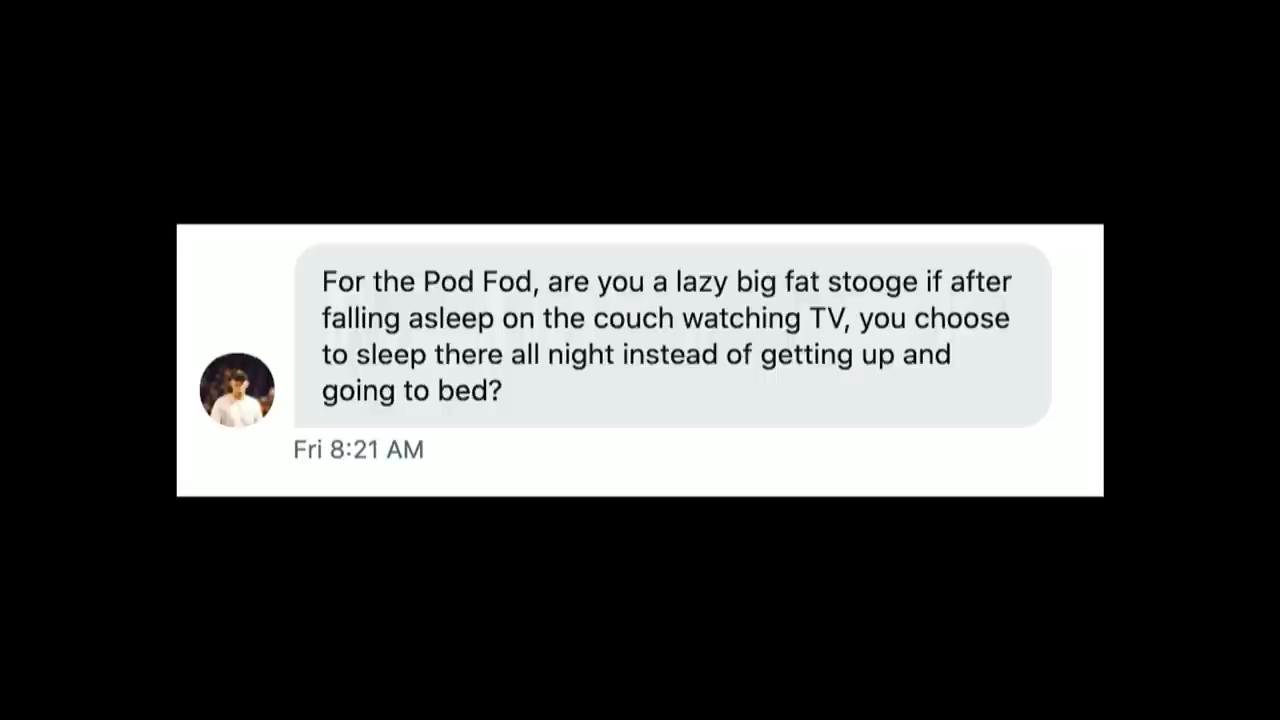 For the Pod Fod, are you a lazy big fat stooge if after
falling asleep on the couch watching TV, you choose
to sleep there all night instead of getting up and
going to bed?
Fri 8:21 AM